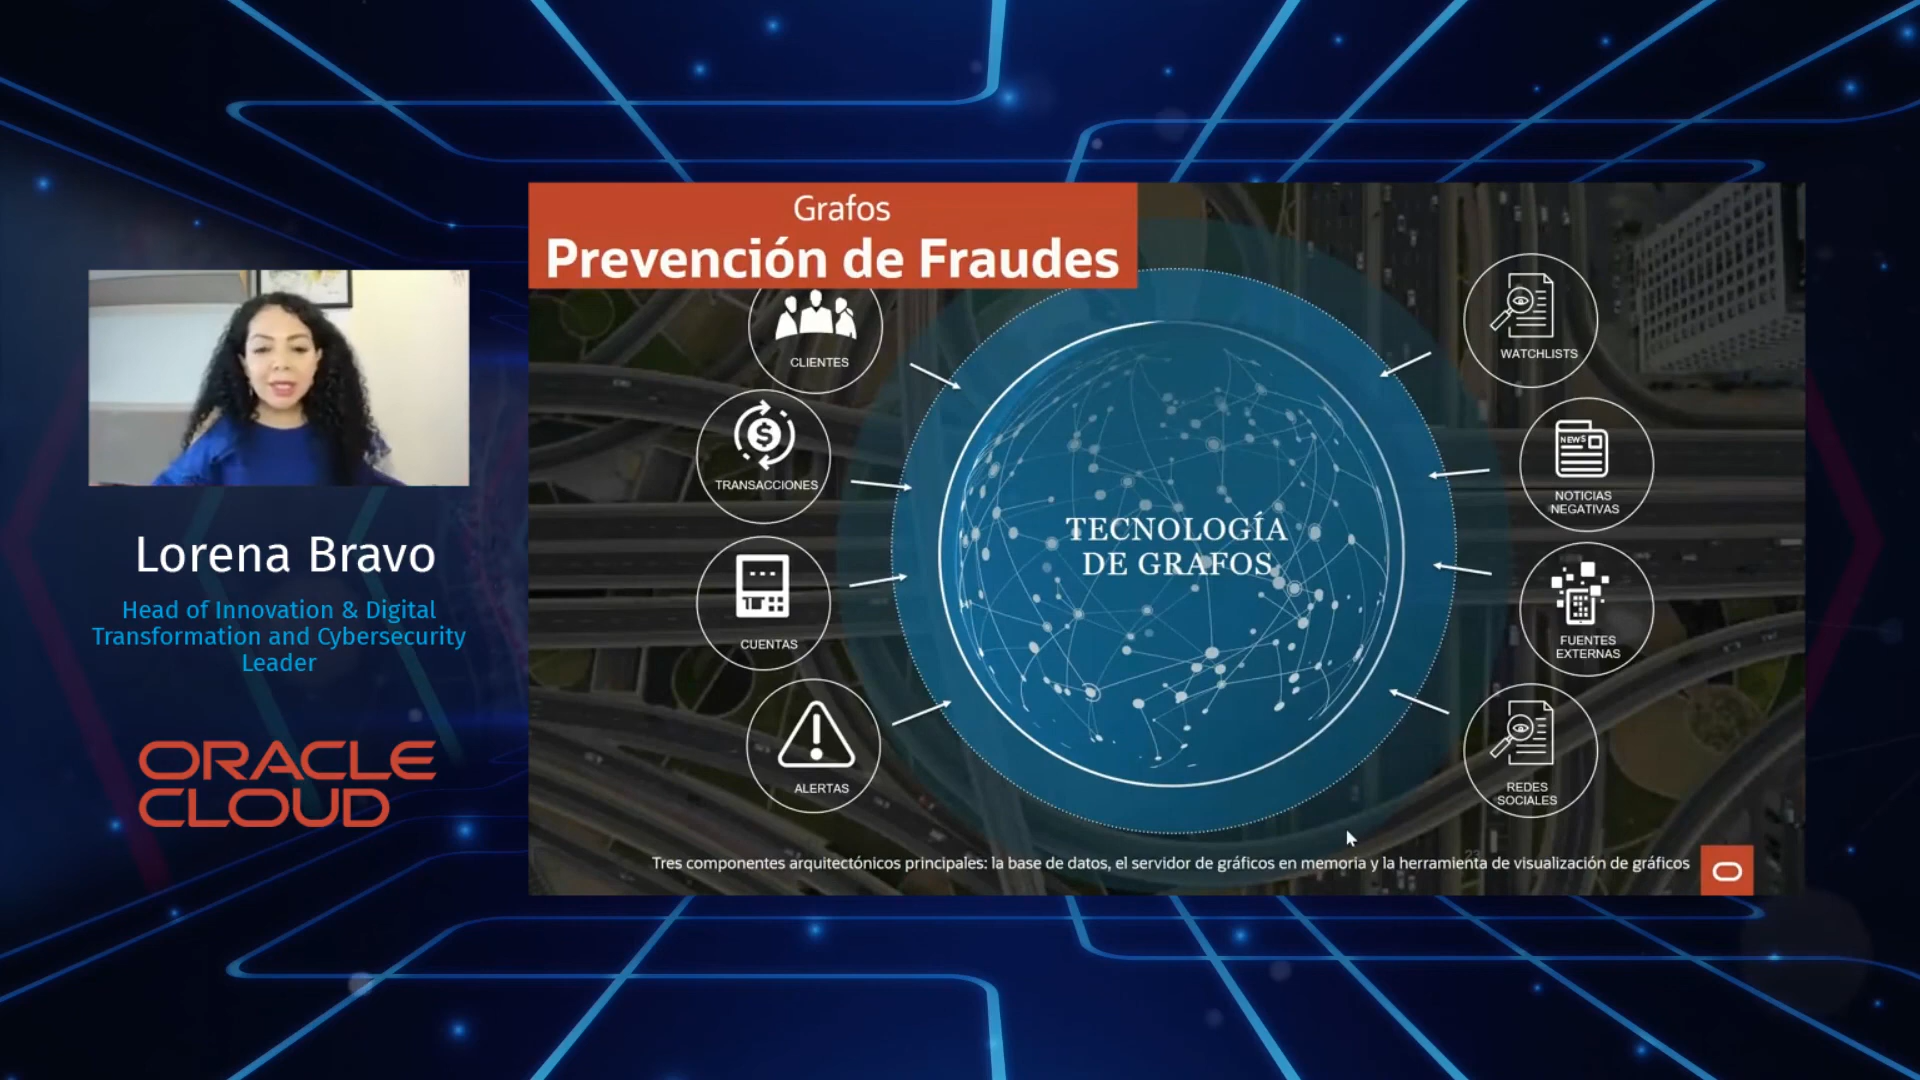 Grafos
Prevención de Fraudes
CLIENTES
TRANSACCIONES
CUENTAS
ALERTAS
TECNOLOGÍA
DE GRAFOS
WATCHLISTS
NEWS
NOTICIAS
NEGATIVAS
FUENTES
EXTERNAS
REDES
SOCIALES
Tres componentes arquitectónicos principales: la base de datos, el servidor de gráficos en memoria y la herramienta de visualización de gráficos
23
Lorena Bravo
Head of Innovation & Digital
Transformation and Cybersecurity
Leader
ORACLE
CLOUD